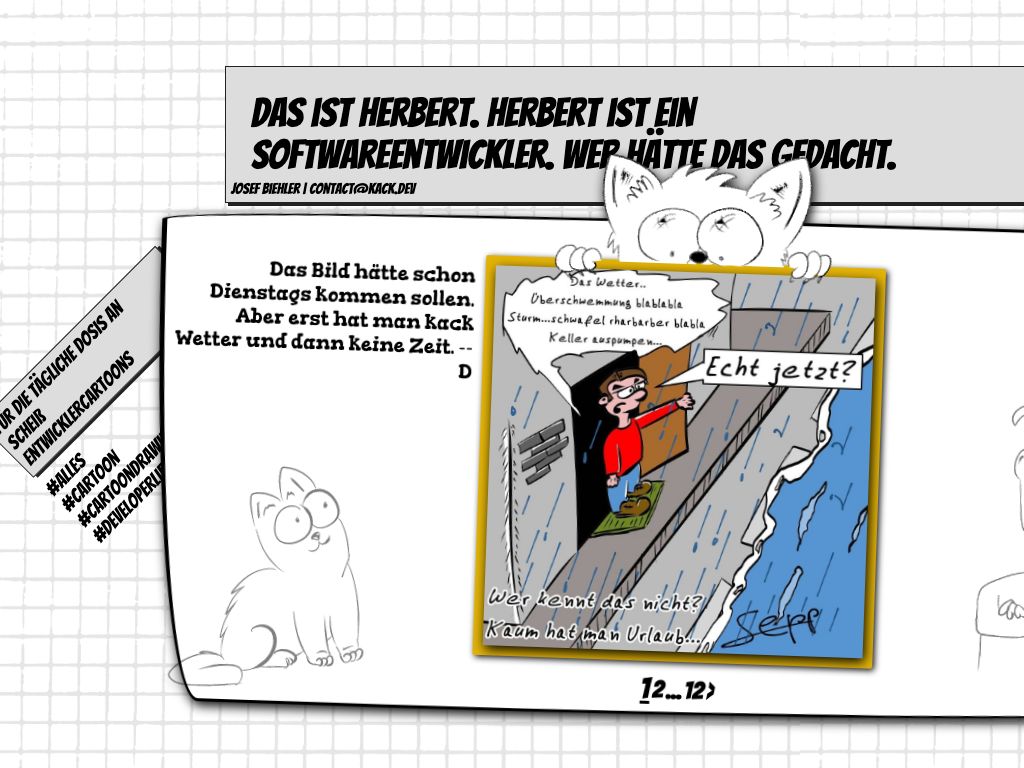 DAS IST HERBERT. HERBERT IST EIN
SOFTWAREENTWICKLER. WER HÄTTE DAS GEDACHT.
JOSEF BIEHLER | CONTACT@KACK.DEV
FÜR DIE TÄGLICHE DOSIS AN
SCHEIß
ENTWICKLERCARTOONS
#ALLES
#CARTOON
Das Bild hätte schon
Dienstags kommen sollen.
Aber erst hat man kack
Wetter und dann keine Zeit. --
D
Das Wetter..
Überschwemmung blablabla
Sturm...schwafel rharbarber blabla
Keller auspumpen...
Echt jetzt?
Wer kennt das nicht?
Kaum hat man Urlaub...
Sepp
1 2 ... 12 >